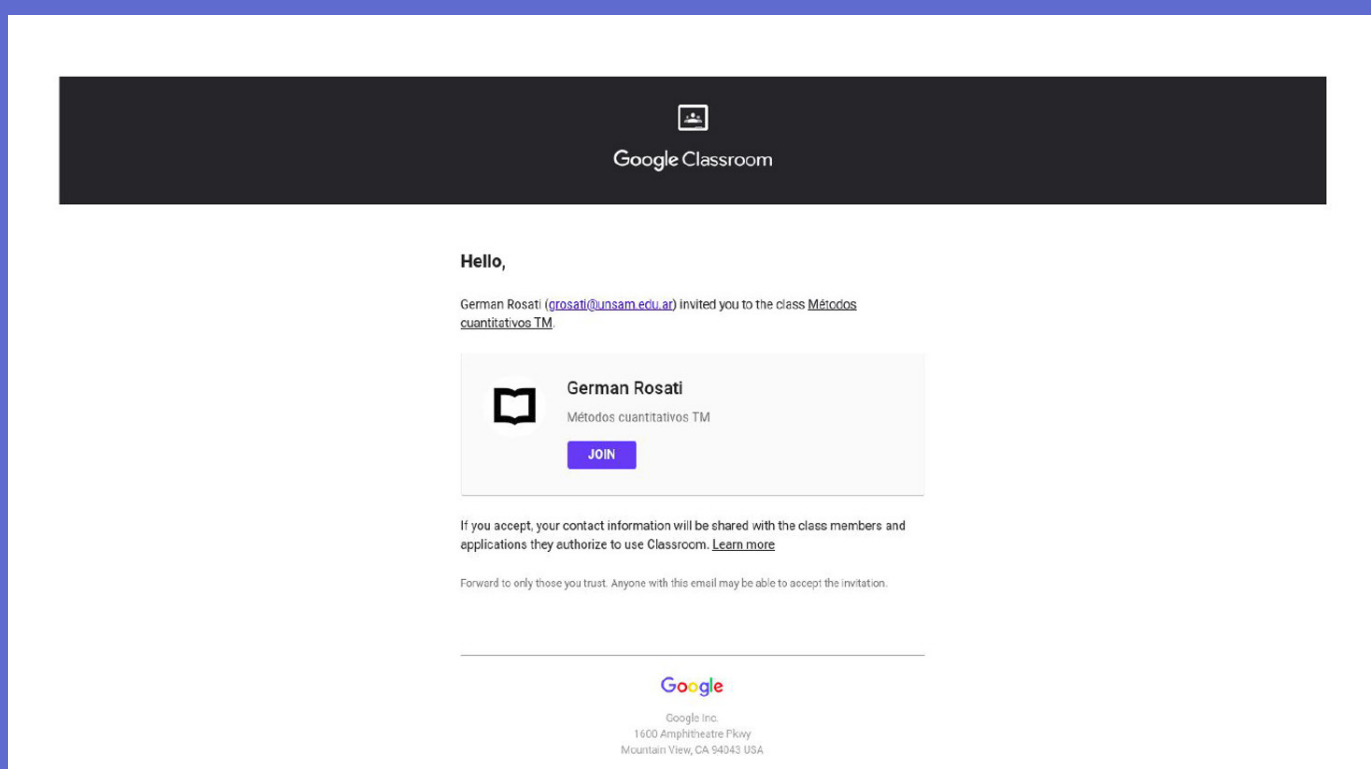 Google Classroom
Hello,
German Rosati (grosati@unsam.edu.ar) invited you to the class Métodos
cuantitativos TM.
German Rosati
Métodos cuantitativos TM
JOIN
If you accept, your contact information will be shared with the class members and
applications they authorize to use Classroom. Learn more
Forward to only those you trust. Anyone with this email may be able to accept the invitation.
Google
Google Inc.
1600 Amphitheatre Pkwy
Mountain View, CA 94043 USA